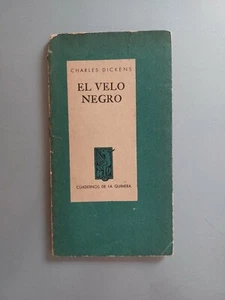 CHARLES DICKENS
EL VELO
NEGRO
CUADERNOS DE LA QUIMERA